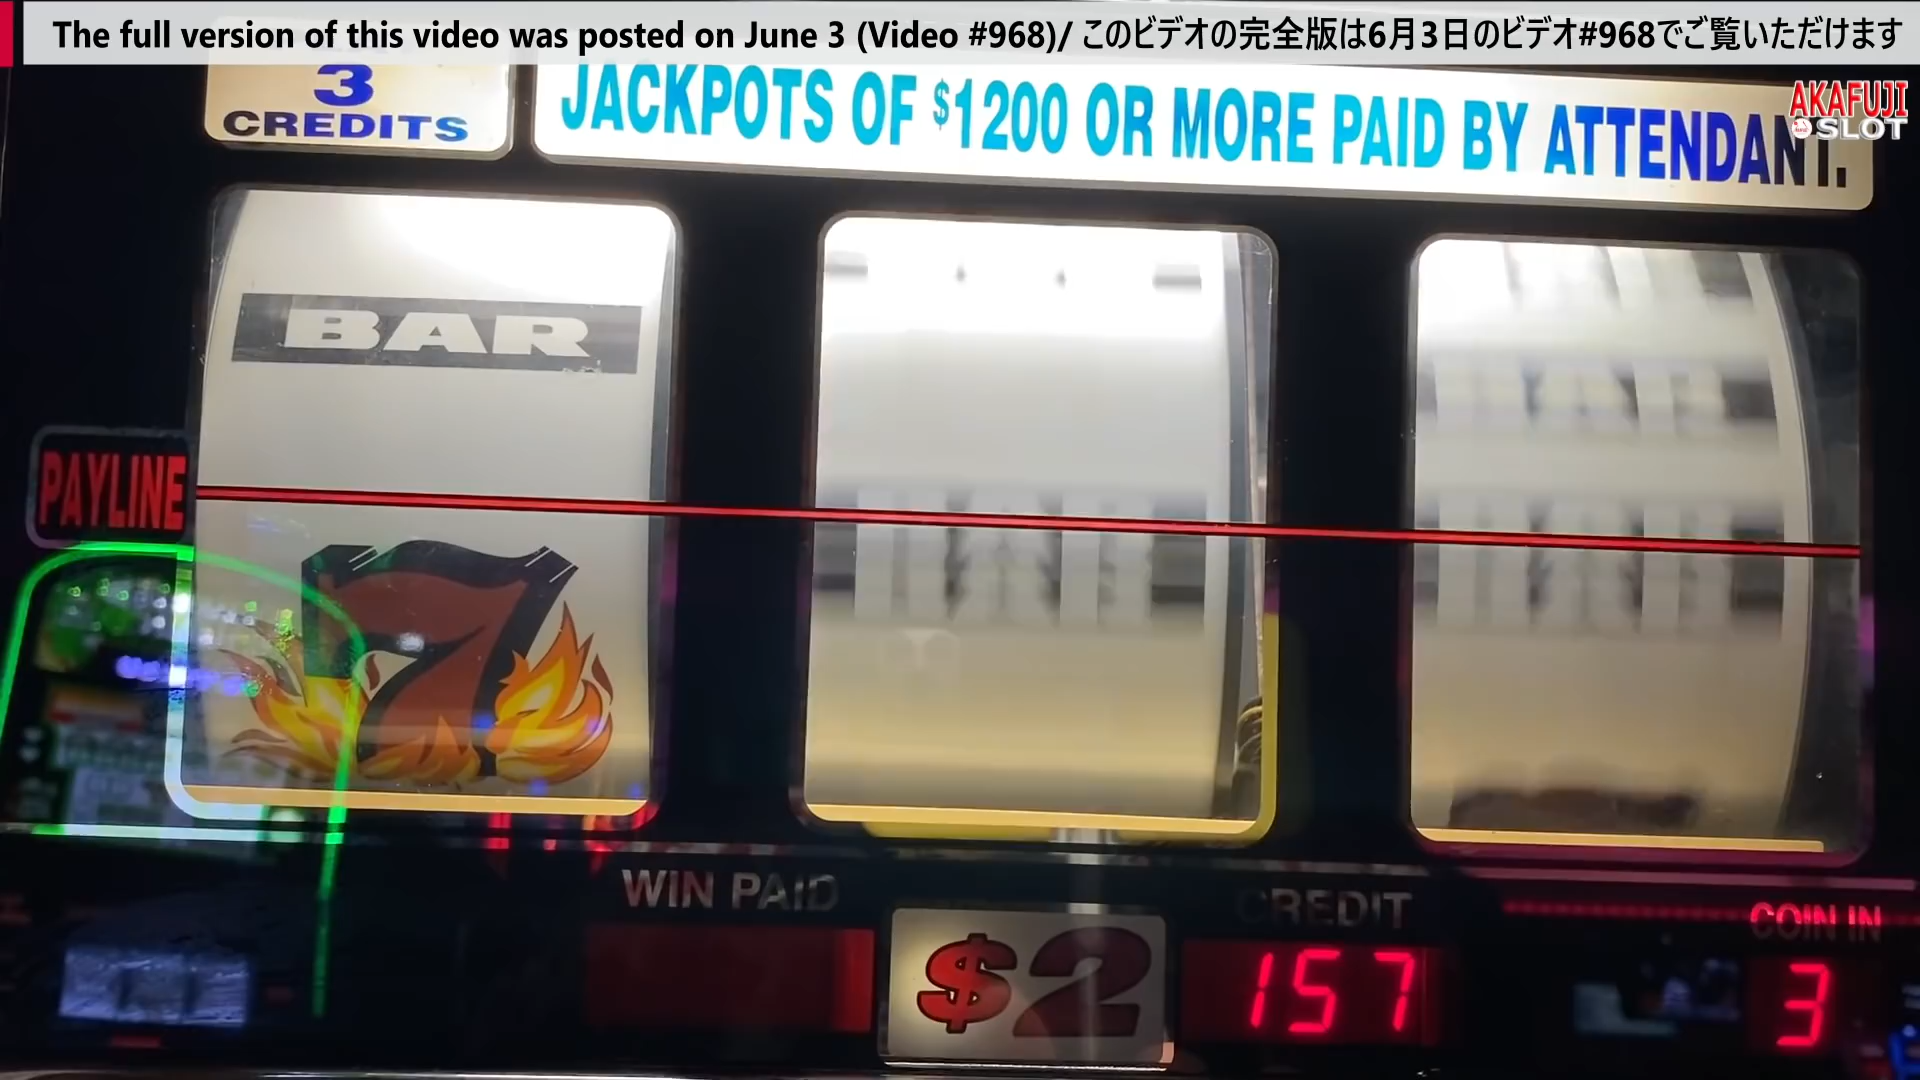 The full version of this video was posted on June 3 (Video #968)/ このビデオの完全版は6月3日のビデオ#968でご覧いただけます
3
CREDITS
JACKPOTS OF $1200 OR MORE PAID BY ATTENDANT.
AKAFUJI
SLOT
BAR
PAYLINE
7
WIN PAID
$2
CREDIT
157
COIN IN
3